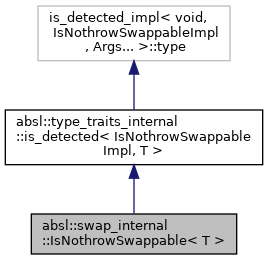 is_detected_impl< void,
IsNothrowSwappableImpl
, Args... >::type
absl::type_traits_internal
::is_detected< IsNothrowSwappable
Impl, T >
absl::swap_internal
::IsNothrowSwappable< T >